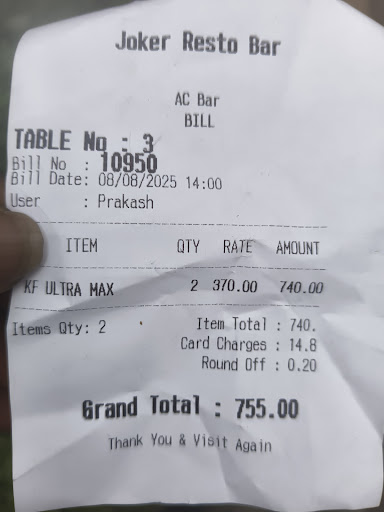 Joker Resto Bar
AC Bar
BILL
TABLE No : 3
Bill No : 10950
Bill Date: 08/08/2025 14:00
User : Prakash
ITEM QTY RATE AMOUNT
KF ULTRA MAX 2 370.00 740.00
Items Qty: 2 Item Total : 740.
Card Charges : 14.8
Round Off : 0.20
Grand Total : 755.00
Thank You & Visit Again